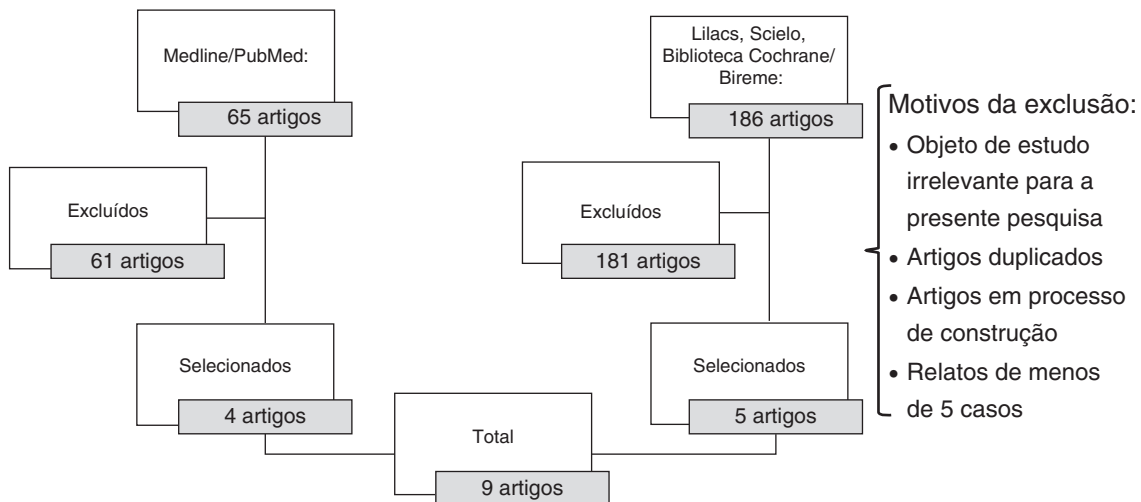 Medline/PubMed:
65 artigos
Excluídos
61 artigos
Selecionados
4 artigos
Lilacs, Scielo,
Biblioteca Cochrane/
Bireme:
186 artigos
Excluídos
181 artigos
Selecionados
5 artigos
Total
9 artigos
Motivos da exclusão:
• Objeto de estudo
irrelevante para a
presente pesquisa
• Artigos duplicados
• Artigos em processo
de construção
• Relatos de menos
de 5 casos